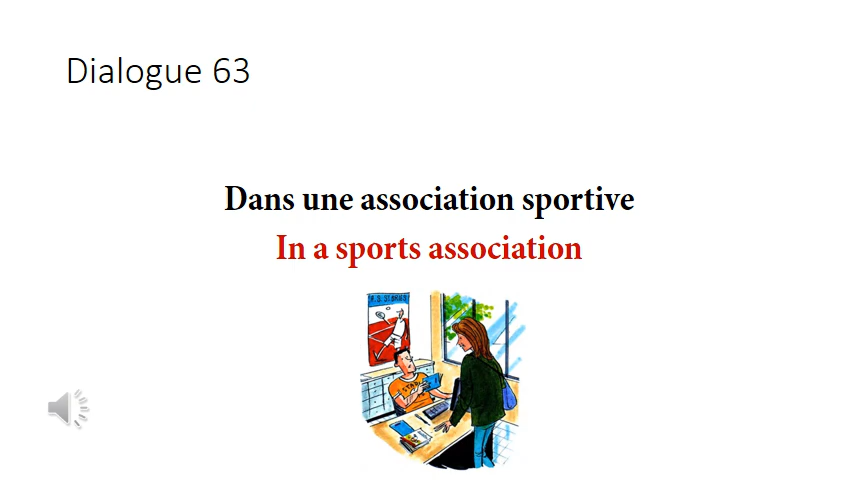 Dialogue 63
Dans une association sportive
In a sports association